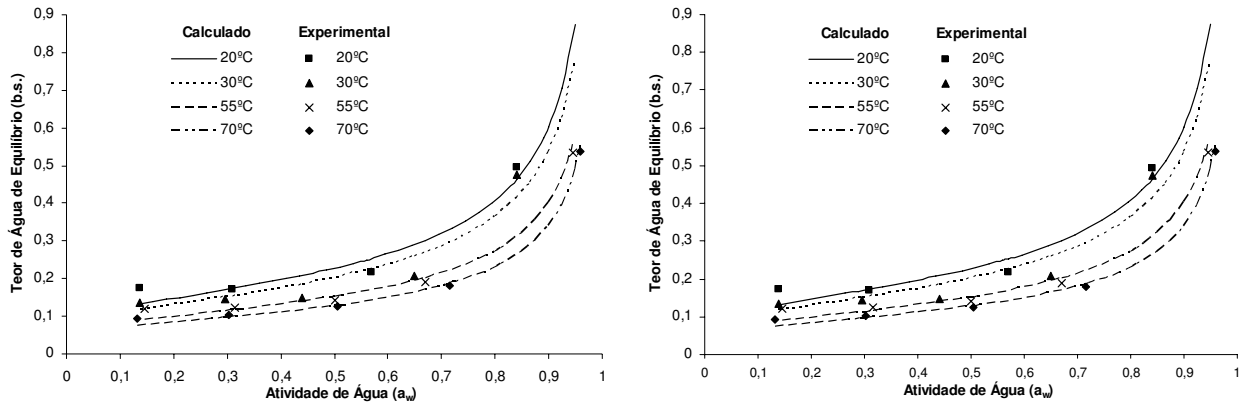 Teor de Água de Equilíbrio (b.s.)
0,9
0,8
0,7
0,6
0,5
0,4
0,3
0,2
0,1
0
Calculado Experimental
20ºC 20ºC
30ºC 30ºC
55ºC 55ºC
70ºC 70ºC
0 0,1 0,2 0,3 0,4 0,5 0,6 0,7 0,8 0,9 1
Atividade de Água (aw)
Teor de Água de Equilíbrio (b.s.)
0,9
0,8
0,7
0,6
0,5
0,4
0,3
0,2
0,1
0
Calculado Experimental
20ºC 20ºC
30ºC 30ºC
55ºC 55ºC
70ºC 70ºC
0 0,1 0,2 0,3 0,4 0,5 0,6 0,7 0,8 0,9 1
Atividade de Água (aw)